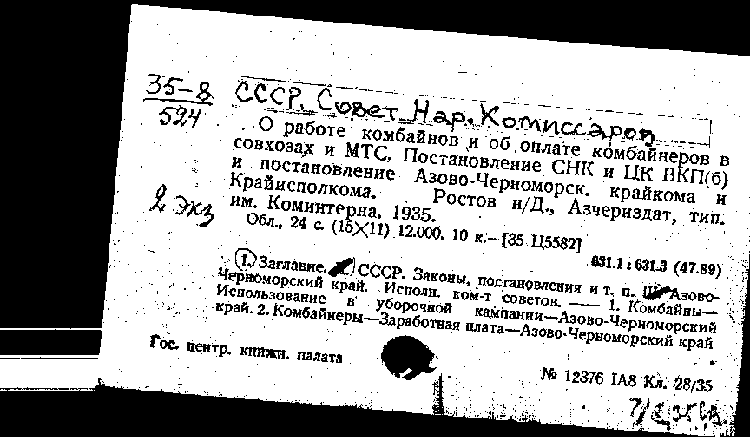 35-8
524
СССР. Совет Нар. Комиссаров
О работе комбайнов и об оплате комбайнеров в
совхозах и МТС. Постановление СНК и ЦК ВКП(б)
и постановление Азово-Черноморск. крайкома и
Крайисполкома. Ростов н/Д., Азчериздат, тип.
им. Коминтерна, 1935.
Обл., 24 с. (15×11) 12.000. 10 к.— [35 Ц5582]
2 экз
631.1 : 631.3 (47.89)
1. Заглавие. СССР. Законы, постановления и т. п. Азово-
Черноморский край. Исполн. ком-т советов. — 1. Комбайны—
Использование в уборочной кампании—Азово-Черноморский
край. 2. Комбайнеры—Заработная плата—Азово-Черноморский край
Гос. центр. книжн. палата
№ 12376 IA8 Кл. 28/35